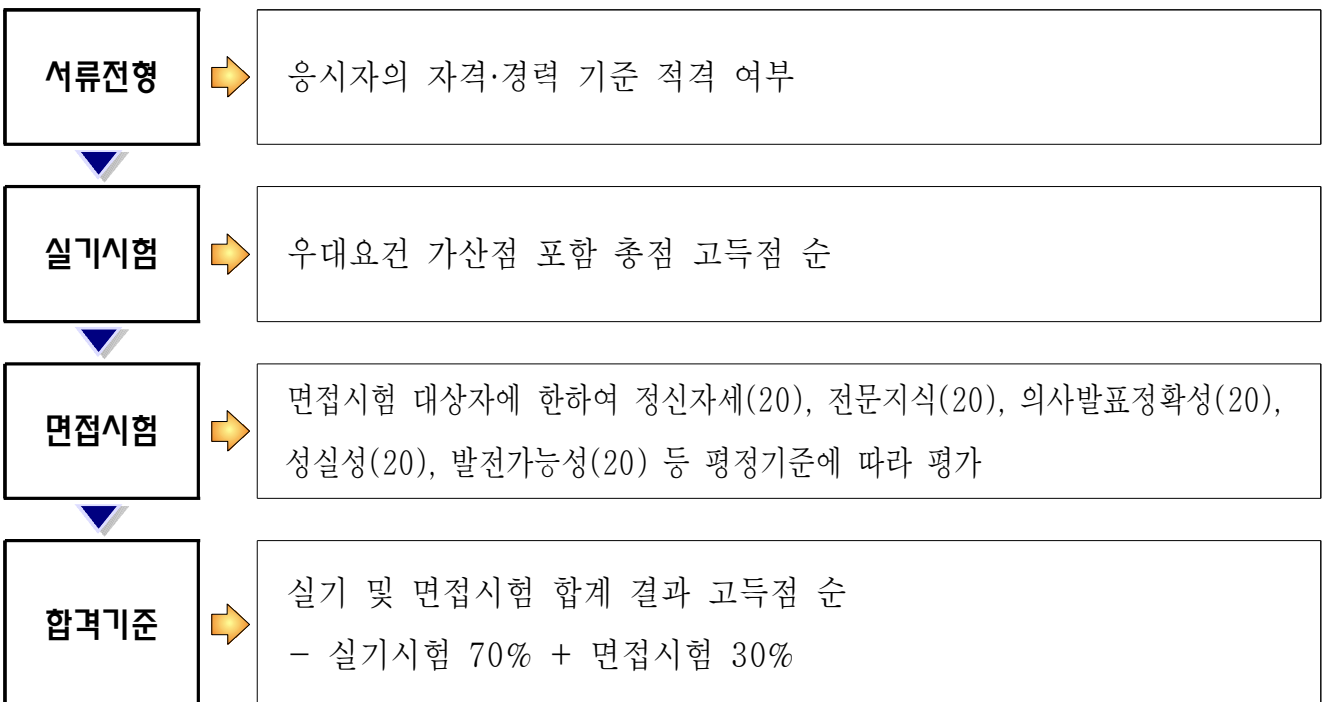 서류전형
응시자의 자격·경력 기준 적격 여부
실기시험
우대요건 가산점 포함 총점 고득점 순
면접시험
면접시험 대상자에 한하여 정신자세(20), 전문지식(20), 의사발표정확성(20),
성실성(20), 발전가능성(20) 등 평정기준에 따라 평가
합격기준
실기 및 면접시험 합계 결과 고득점 순
- 실기시험 70% + 면접시험 30%